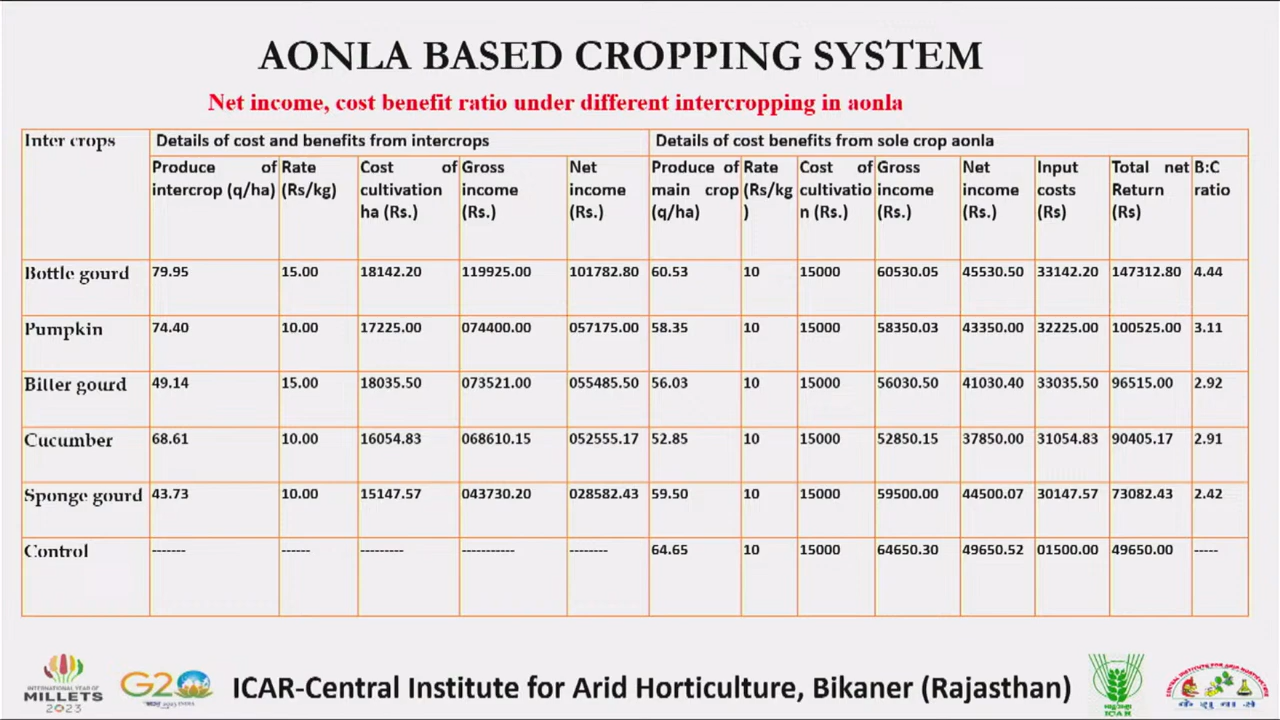 AONLA BASED CROPPING SYSTEM
Net income, cost benefit ratio under different intercropping in aonla
Inter crops Details of cost and benefits from intercrops Details of cost benefits from sole crop aonla
Produce of intercrop (q/ha) Rate (Rs/kg) Cost of cultivation ha (Rs.) Gross income (Rs.) Net income (Rs.) Produce of main crop (q/ha) Rate (Rs/kg ) Cost of cultivatio n (Rs.) Gross income (Rs.) Net income (Rs.) Input costs (Rs) Total net Return (Rs) B:C ratio
Bottle gourd 79.95 15.00 18142.20 119925.00 101782.80 60.53 10 15000 60530.05 45530.50 33142.20 147312.80 4.44
Pumpkin 74.40 10.00 17225.00 074400.00 057175.00 58.35 10 15000 58350.03 43350.00 32225.00 100525.00 3.11
Bitter gourd 49.14 15.00 18035.50 073521.00 055485.50 56.03 10 15000 56030.50 41030.40 33035.50 96515.00 2.92
Cucumber 68.61 10.00 16054.83 068610.15 052555.17 52.85 10 15000 52850.15 37850.00 31054.83 90405.17 2.91
Sponge gourd 43.73 10.00 15147.57 043730.20 028582.43 59.50 10 15000 59500.00 44500.07 30147.57 73082.43 2.42
Control ------- ------ --------- ----------- -------- 64.65 10 15000 64650.30 49650.52 01500.00 49650.00 -----
INTERNATIONAL YEAR OF
MILLETS
2023
G20
ICAR-Central Institute for Arid Horticulture, Bikaner (Rajasthan)
ICAR